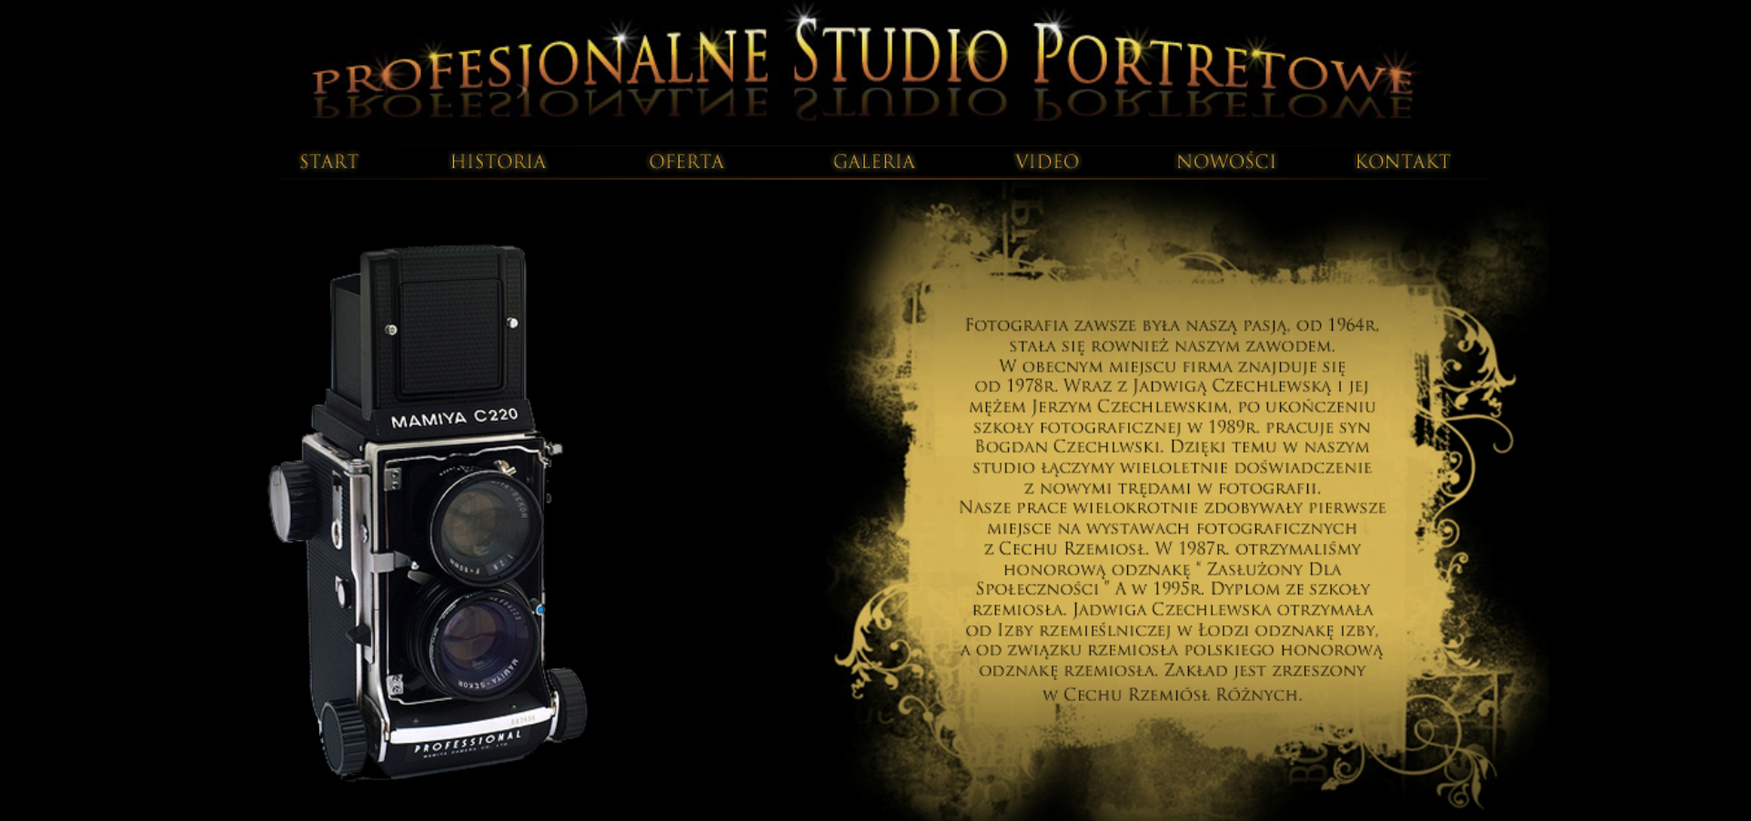 Profesjonalne Studio Portretowe
START HISTORIA OFERTA GALERIA VIDEO NOWOŚCI KONTAKT
MAMIYA C220
PROFESSIONAL
Fotografia zawsze była naszą pasją, od 1964r.
stała się rownież naszym zawodem.
W obecnym miejscu firma znajduje się
od 1978r. Wraz z Jadwigą Czechlewską i jej
mężem Jerzym Czechlewskim, po ukończeniu
szkoły fotograficznej w 1989r. pracuje syn
Bogdan Czechlwski. Dzięki temu w naszym
studio łączymy wieloletnie doświadczenie
z nowymi trędami w fotografii.
Nasze prace wielokrotnie zdobywały pierwsze
miejsce na wystawach fotograficznych
z Cechu Rzemiosł. W 1987r. otrzymaliśmy
honorową odznakę “ Zasłużony Dla
Społeczności ” A w 1995r. Dyplom ze szkoły
rzemiosła. Jadwiga Czechlewska otrzymała
od Izby rzemieślniczej w Łodzi odznakę izby,
a od związku rzemiosła polskiego honorową
odznakę rzemiosła. Zakład jest zrzeszony
w Cechu Rzemiósł Różnych.